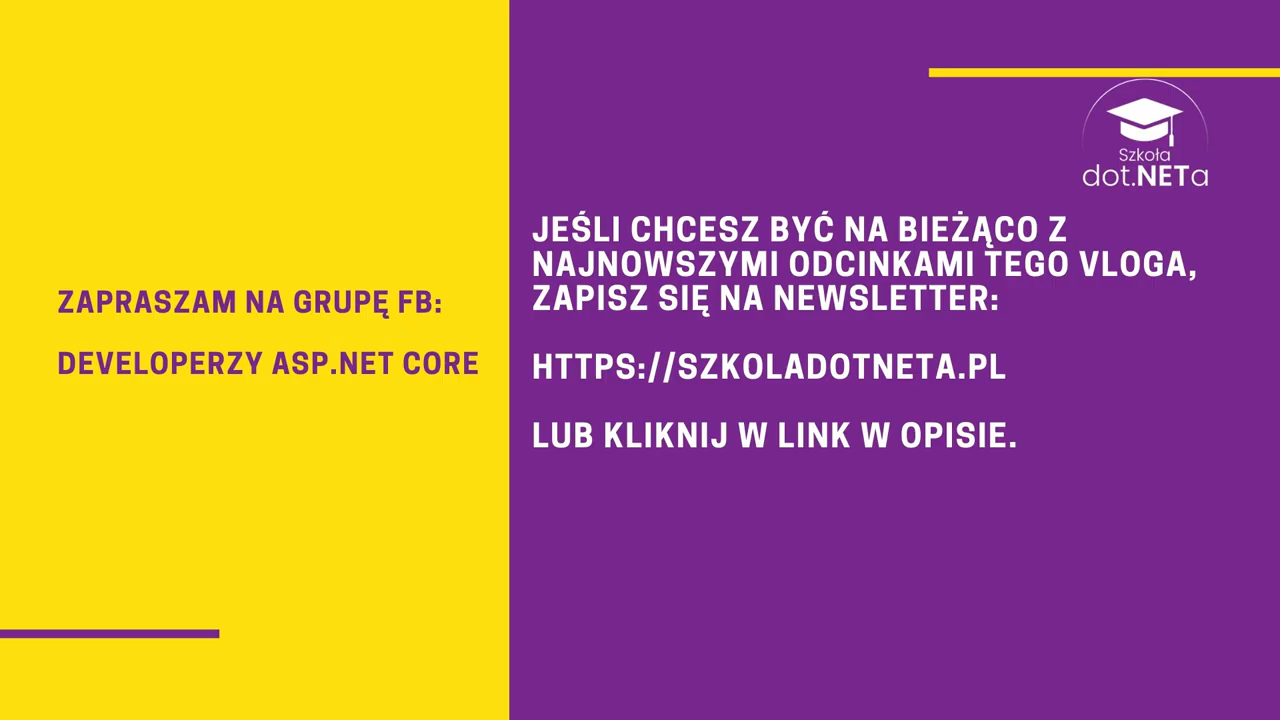 ZAPRASZAM NA GRUPĘ FB:
DEVELOPERZY ASP.NET CORE
Szkoła
dot.NETa
JEŚLI CHCESZ BYĆ NA BIEŻĄCO Z
NAJNOWSZYMI ODCINKAMI TEGO VLOGA,
ZAPISZ SIĘ NA NEWSLETTER:
HTTPS://SZKOLADOTNETA.PL
LUB KLIKNIJ W LINK W OPISIE.